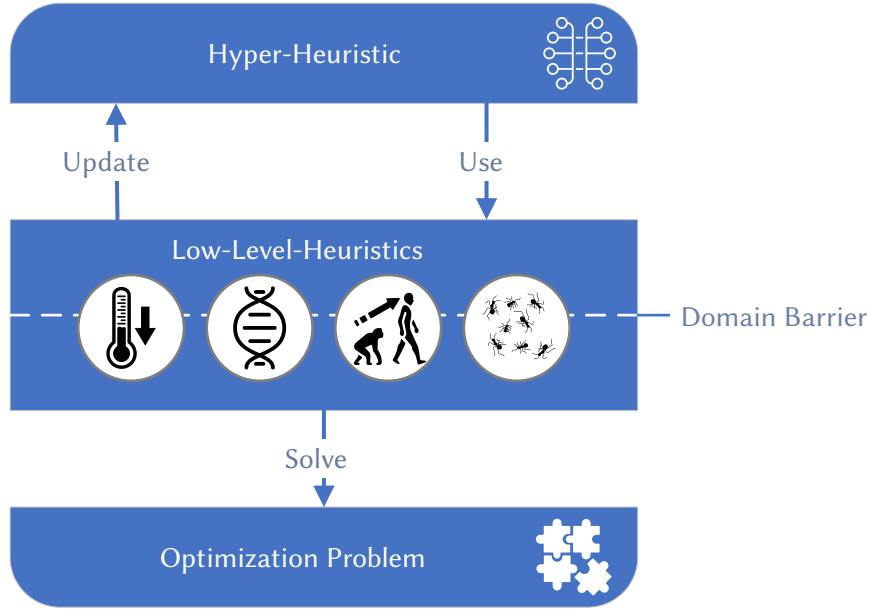 Hyper-Heuristic
Update
Use
Low-Level-Heuristics
Domain Barrier
Solve
Optimization Problem